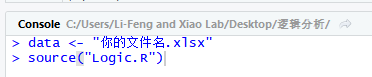 Console C:/Users/Li-Feng and Xiao Lab/Desktop/逻辑分析/
> data <- "你的文件名.xlsx"
> source("Logic.R")